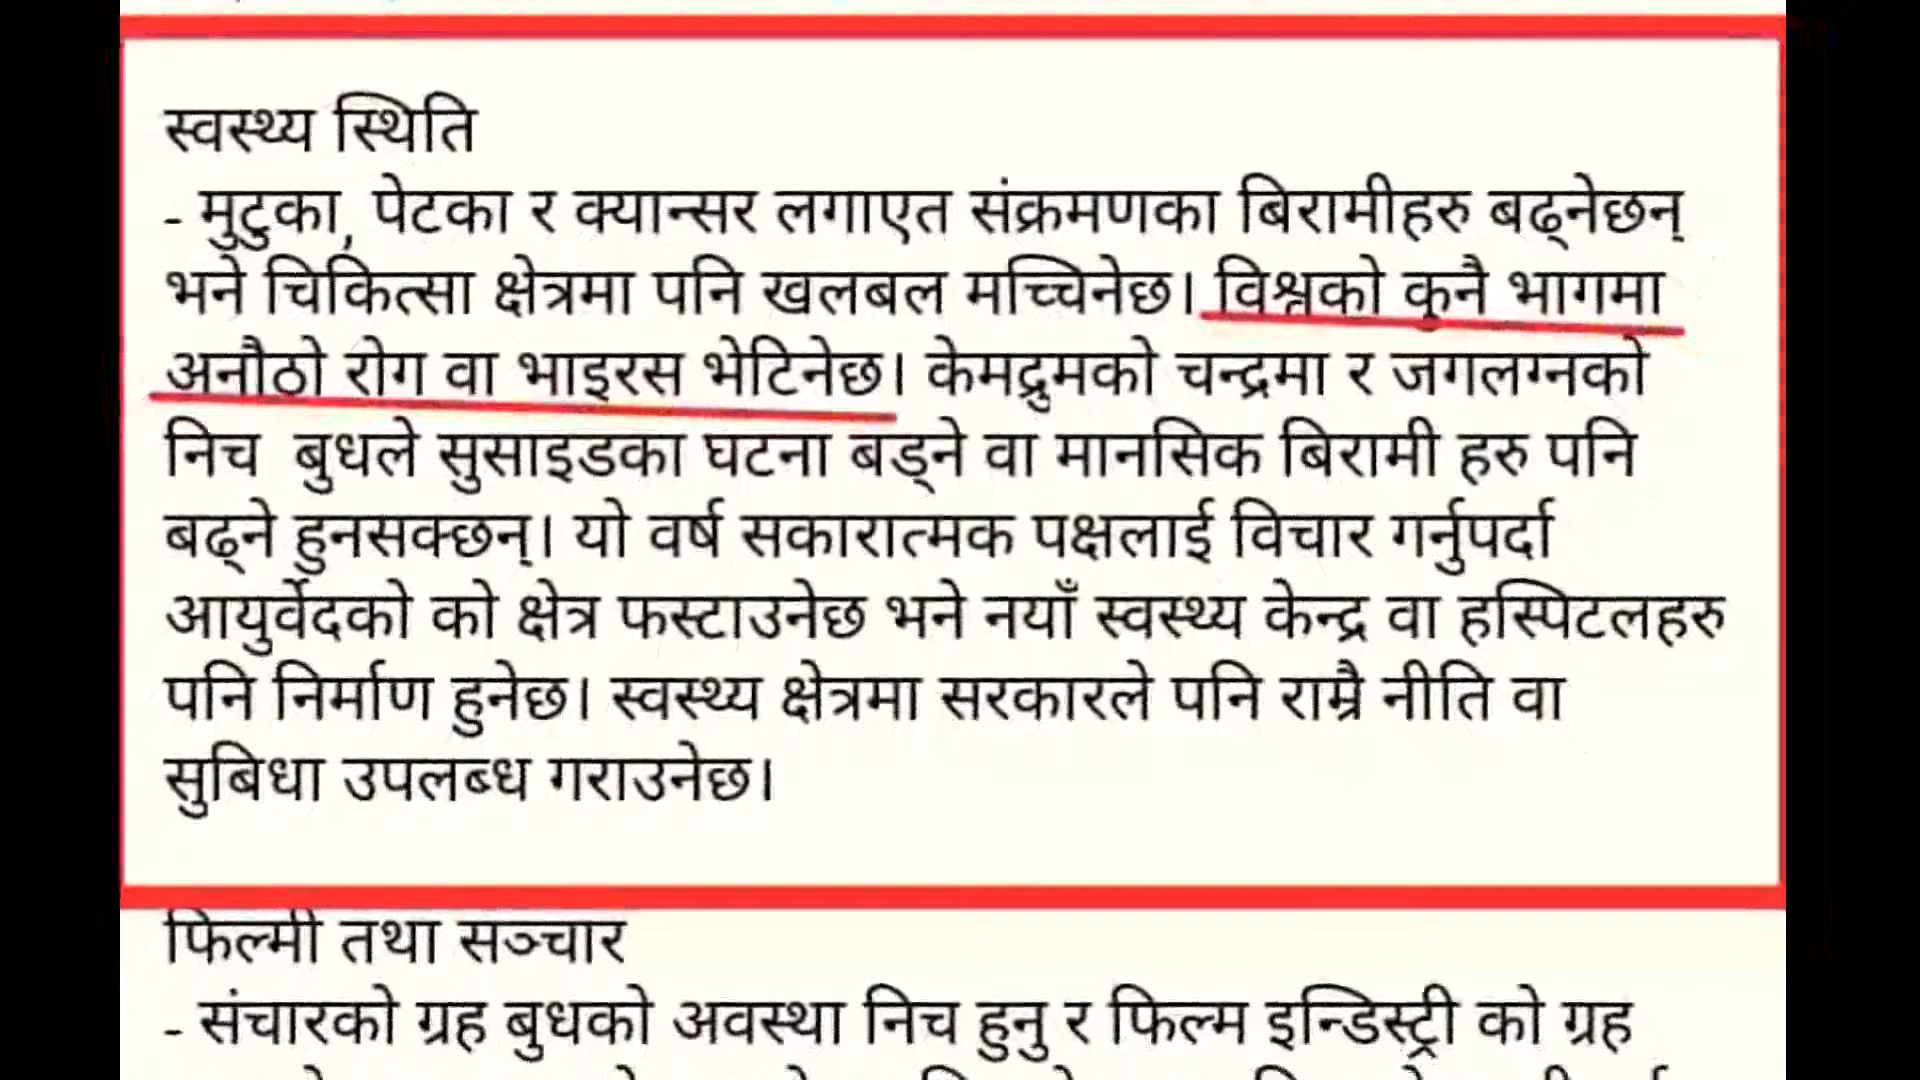 स्वस्थ्य स्थिति
- मुटुका, पेटका र क्यान्सर लगाएत संक्रमणका बिरामीहरु बढ्नेछन्
भने चिकित्सा क्षेत्रमा पनि खलबल मच्चिनेछ। विश्वको कुनै भागमा
अनौठो रोग वा भाइरस भेटिनेछ। केमद्रुमको चन्द्रमा र जगलग्नको
निच बुधले सुसाइडका घटना बड्ने वा मानसिक बिरामी हरु पनि
बढ्ने हुनसक्छन्। यो वर्ष सकारात्मक पक्षलाई विचार गर्नुपर्दा
आयुर्वेदको को क्षेत्र फस्टाउनेछ भने नयाँ स्वस्थ्य केन्द्र वा हस्पिटलहरु
पनि निर्माण हुनेछ। स्वस्थ्य क्षेत्रमा सरकारले पनि राम्रै नीति वा
सुबिधा उपलब्ध गराउनेछ।
फिल्मी तथा सञ्चार
- संचारको ग्रह बुधको अवस्था निच हुनु र फिल्म इन्डिस्ट्री को ग्रह